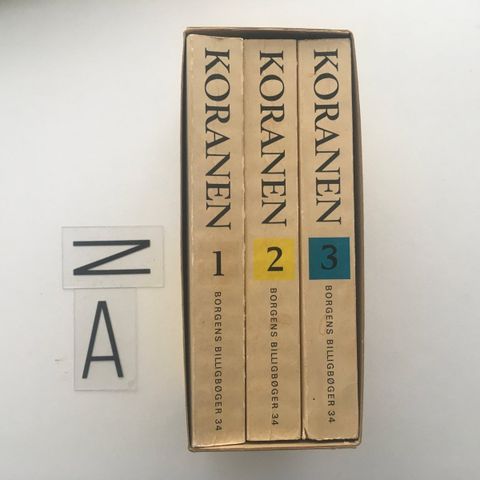 N
A
KORANEN
1
BORGENS BILLIGBØGER 34
KORANEN
2
BORGENS BILLIGBØGER 34
KORANEN
3
BORGENS BILLIGBØGER 34